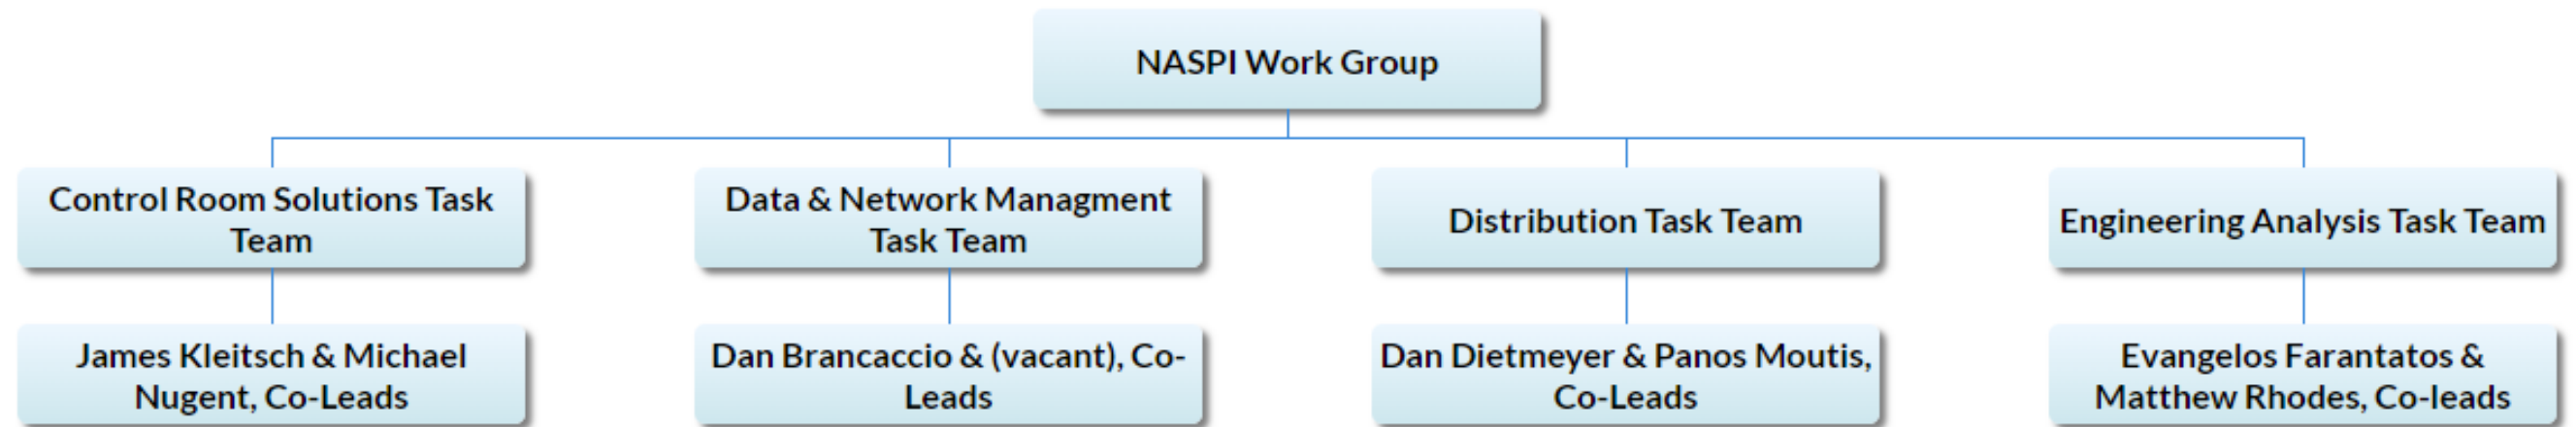 NASPI Work Group
Control Room Solutions Task
Team
Data & Network Managment
Task Team
Distribution Task Team
Engineering Analysis Task Team
James Kleitsch & Michael
Nugent, Co-Leads
Dan Brancaccio & (vacant), Co-
Leads
Dan Dietmeyer & Panos Moutis,
Co-Leads
Evangelos Farantatos &
Matthew Rhodes, Co-leads